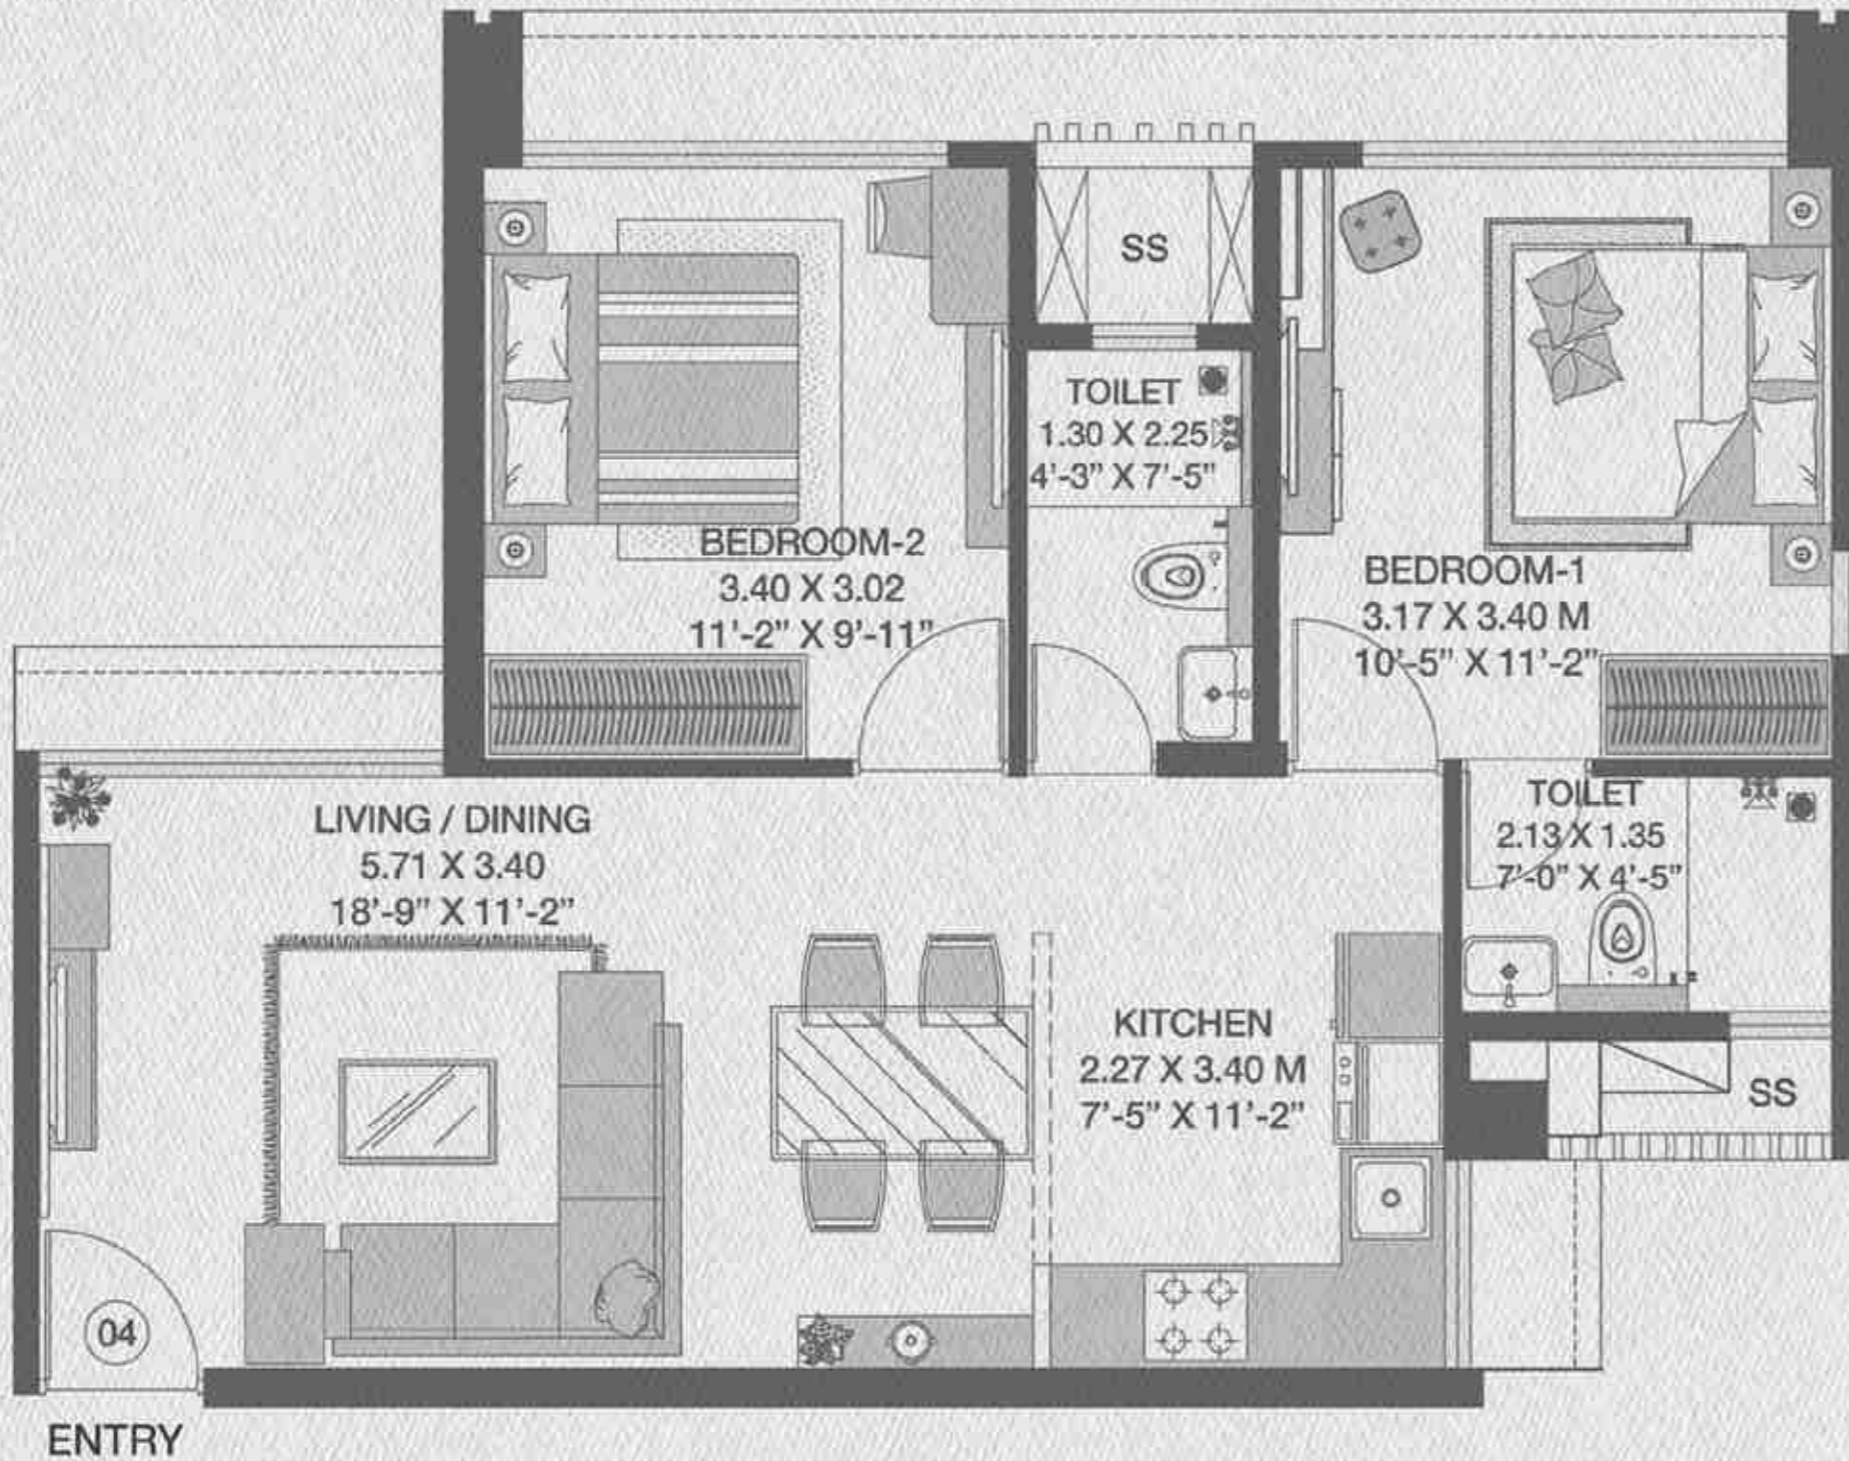 SS
TOILET
1.30 X 2.25
4'-3" X 7'-5"
BEDROOM-2
3.40 X 3.02
11'-2" X 9'-11"
BEDROOM-1
3.17 X 3.40 M
10'-5" X 11'-2"
LIVING / DINING
5.71 X 3.40
18'-9" X 11'-2"
TOILET
2.13 X 1.35
7'-0" X 4'-5"
KITCHEN
2.27 X 3.40 M
7'-5" X 11'-2"
SS
04
ENTRY